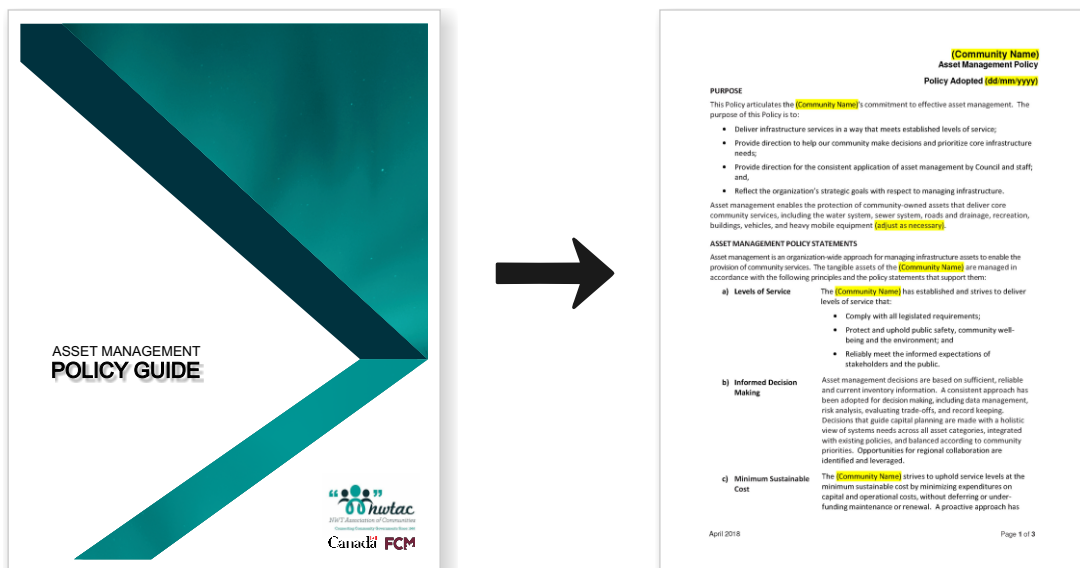 ASSET MANAGEMENT
POLICY GUIDE
“ ”
nwtac
NWT Association of Communities
Connecting Community Governments Since 1966
Canada FCM
(Community Name)
Asset Management Policy
Policy Adopted (dd/mm/yyyy)
PURPOSE
This Policy articulates the (Community Name)'s commitment to effective asset management. The
purpose of this Policy is to:
• Deliver infrastructure services in a way that meets established levels of service;
• Provide direction to help our community make decisions and prioritize core infrastructure
needs;
• Provide direction for the consistent application of asset management by Council and staff;
and,
• Reflect the organization's strategic goals with respect to managing infrastructure.
Asset management enables the protection of community-owned assets that deliver core
community services, including the water system, sewer system, roads and drainage, recreation,
buildings, vehicles, and heavy mobile equipment (adjust as necessary).
ASSET MANAGEMENT POLICY STATEMENTS
Asset management is an organization-wide approach for managing infrastructure assets to enable the
provision of community services. The tangible assets of the (Community Name) are managed in
accordance with the following principles and the policy statements that support them:
a) Levels of Service
The (Community Name) has established and strives to deliver
levels of service that:
• Comply with all legislated requirements;
• Protect and uphold public safety, community well-
being and the environment; and
• Reliably meet the informed expectations of
stakeholders and the public.
b) Informed Decision
Making
Asset management decisions are based on sufficient, reliable
and current inventory information. A consistent approach has
been adopted for decision making, including data management,
risk analysis, evaluating trade-offs, and record keeping.
Decisions that guide capital planning are made with a holistic
view of systems needs across all asset categories, integrated
with existing policies, and balanced according to community
priorities. Opportunities for regional collaboration are
identified and leveraged.
c) Minimum Sustainable
Cost
The (Community Name) strives to uphold service levels at the
minimum sustainable cost by minimizing expenditures on
capital and operational costs, without deferring or under-
funding maintenance or renewal. A proactive approach has
April 2018
Page 1 of 3